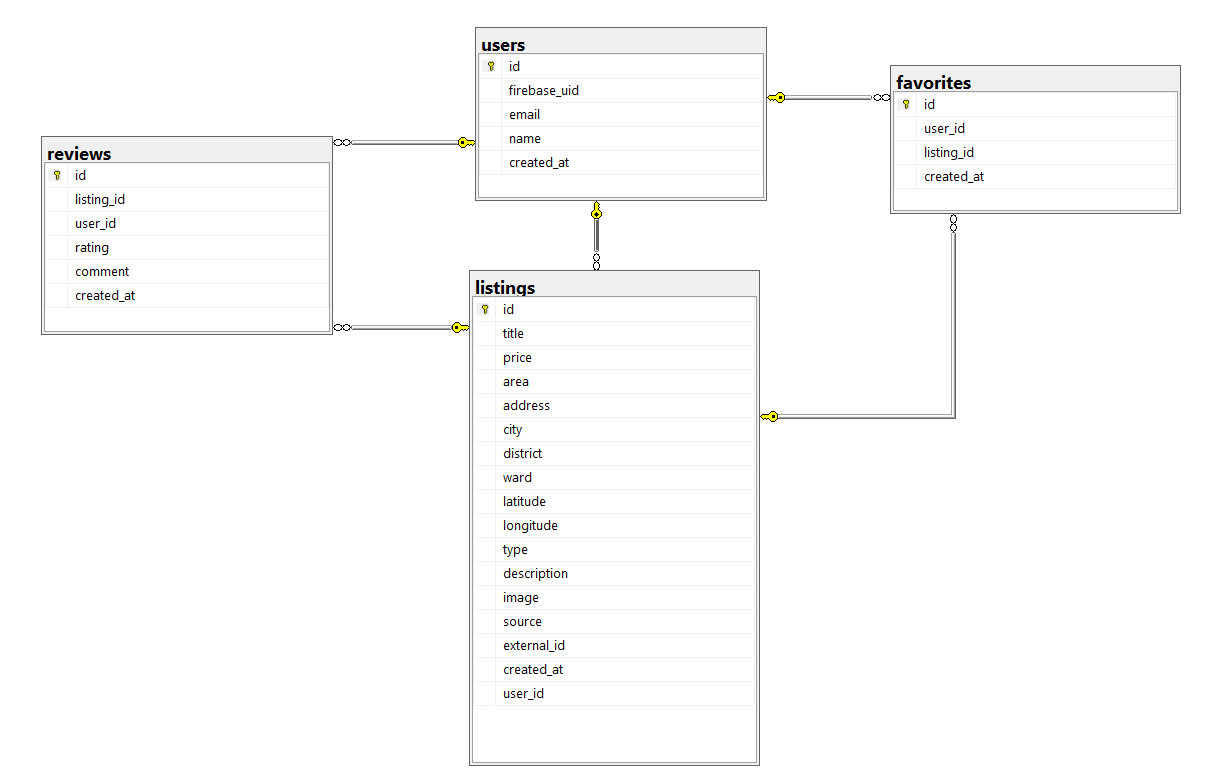 users
id
firebase_uid
email
name
created_at
favorites
id
user_id
listing_id
created_at
reviews
id
listing_id
user_id
rating
comment
created_at
listings
id
title
price
area
address
city
district
ward
latitude
longitude
type
description
image
source
external_id
created_at
user_id